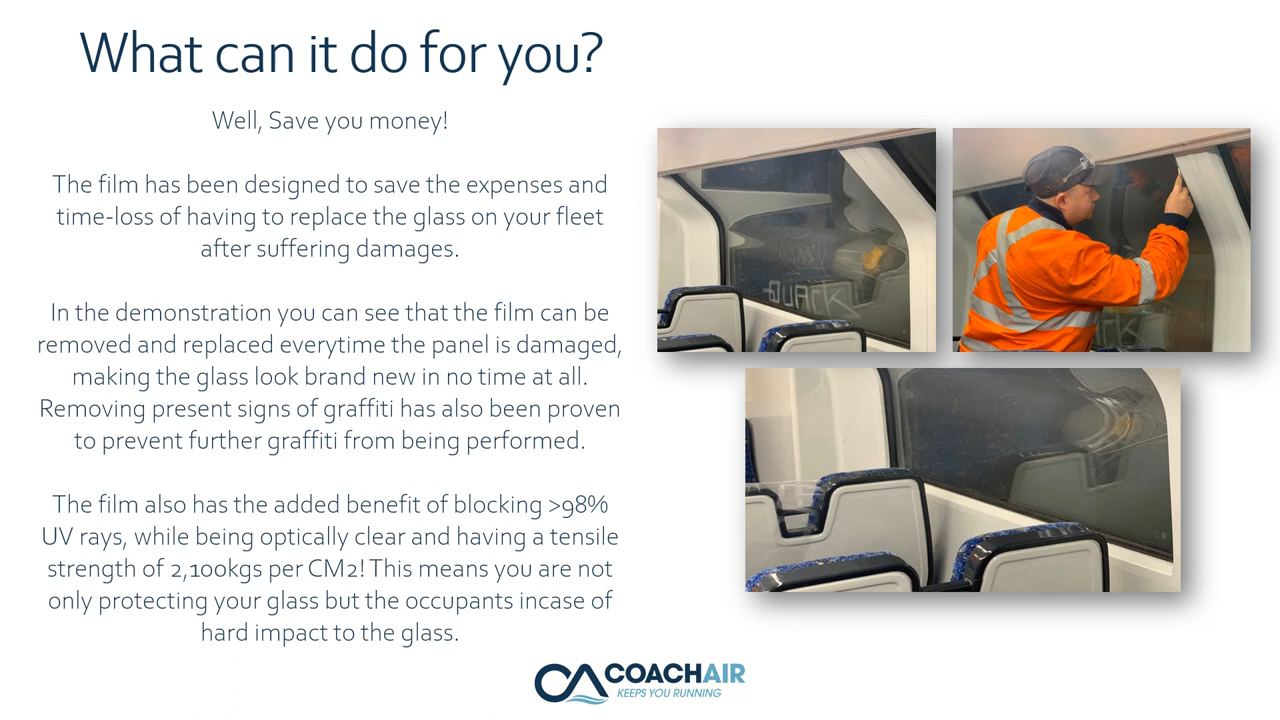 What can it do for you?
Well, Save you money!
The film has been designed to save the expenses and
time-loss of having to replace the glass on your fleet
after suffering damages.
In the demonstration you can see that the film can be
removed and replaced everytime the panel is damaged,
making the glass look brand new in no time at all.
Removing present signs of graffiti has also been proven
to prevent further graffiti from being performed.
The film also has the added benefit of blocking >98%
UV rays, while being optically clear and having a tensile
strength of 2,100kgs per CM2! This means you are not
only protecting your glass but the occupants incase of
hard impact to the glass.
QUARK
RK
CA COACHAIR
KEEPS YOU RUNNING